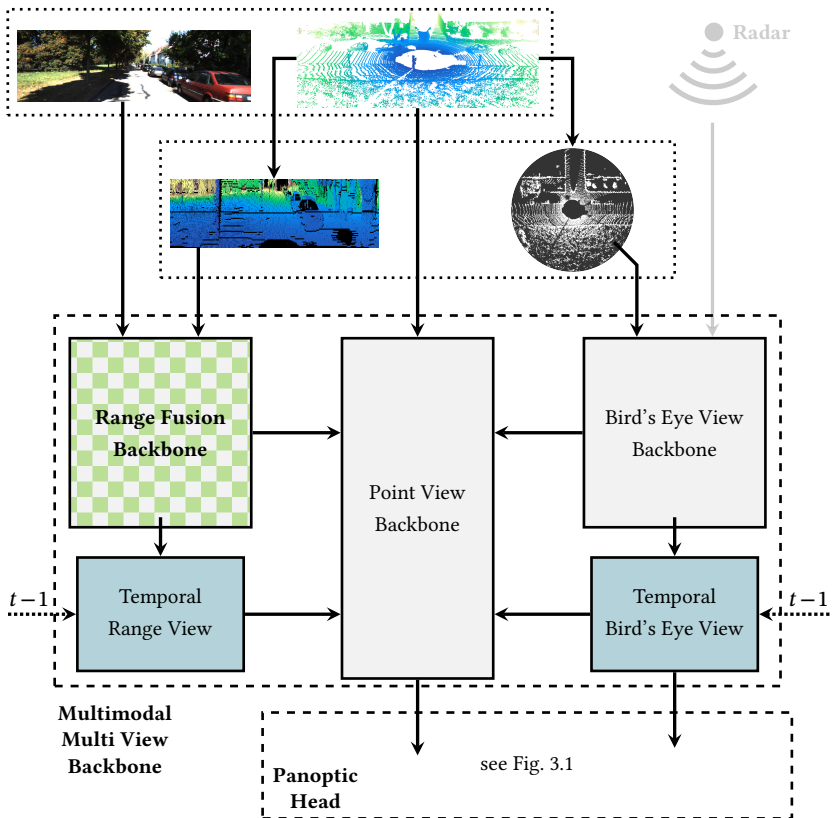 Radar
Range Fusion
Backbone
Bird's Eye View
Backbone
Point View
Backbone
t−1
Temporal
Range View
Temporal
Bird's Eye View
t−1
Multimodal
Multi View
Backbone
see Fig. 3.1
Panoptic
Head